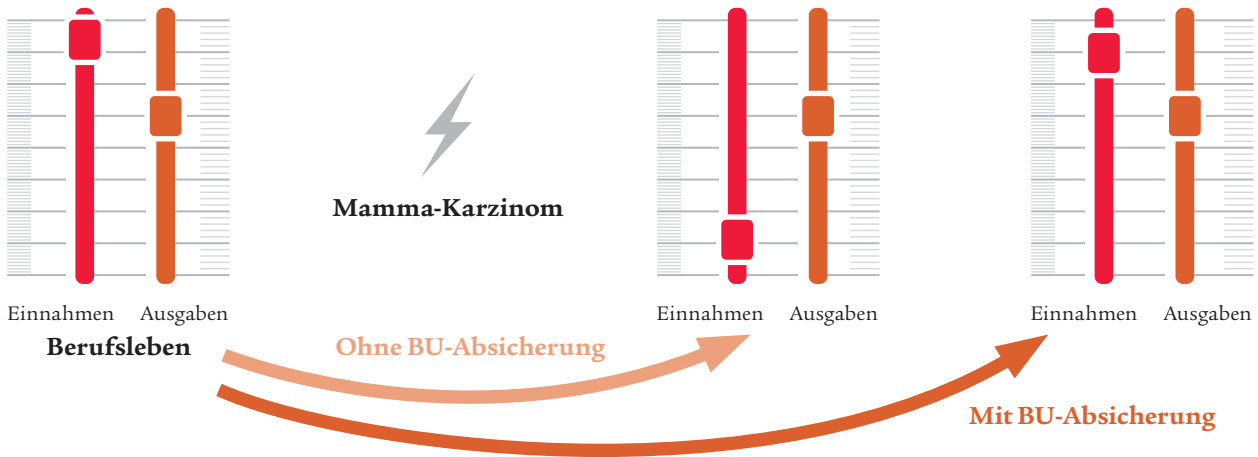 Mamma-Karzinom
Einnahmen Ausgaben
Berufsleben
Einnahmen Ausgaben
Einnahmen Ausgaben
Ohne BU-Absicherung
Mit BU-Absicherung